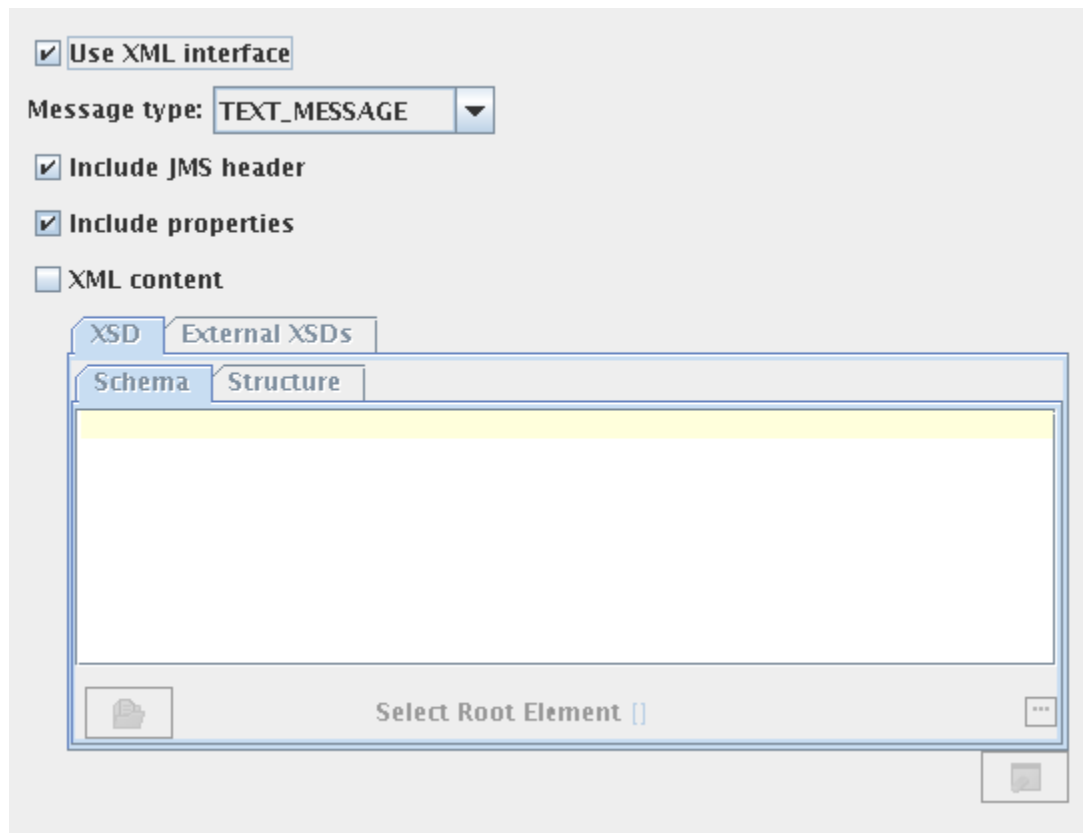 Use XML interface
Message type: TEXT_MESSAGE
Include JMS header
Include properties
XML content
XSD External XSDs
Schema Structure
Select Root Element []
...